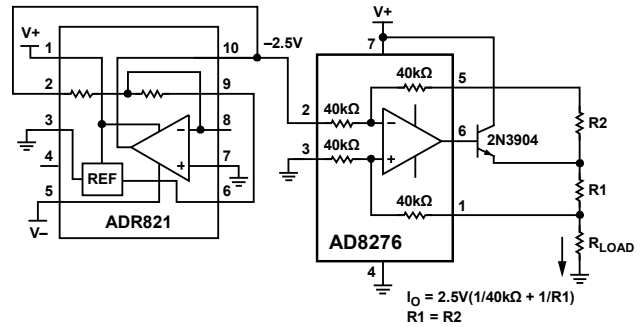 V+
1
10
–2.5V
2
9
3
8
4
7
REF
5
6
V–
ADR821
V+
7
40kΩ
5
2
40kΩ
R2
6
2N3904
3
40kΩ
R1
40kΩ
1
AD8276
RLOAD
4
IO = 2.5V(1/40kΩ + 1/R1)
R1 = R2
–
+
–
+